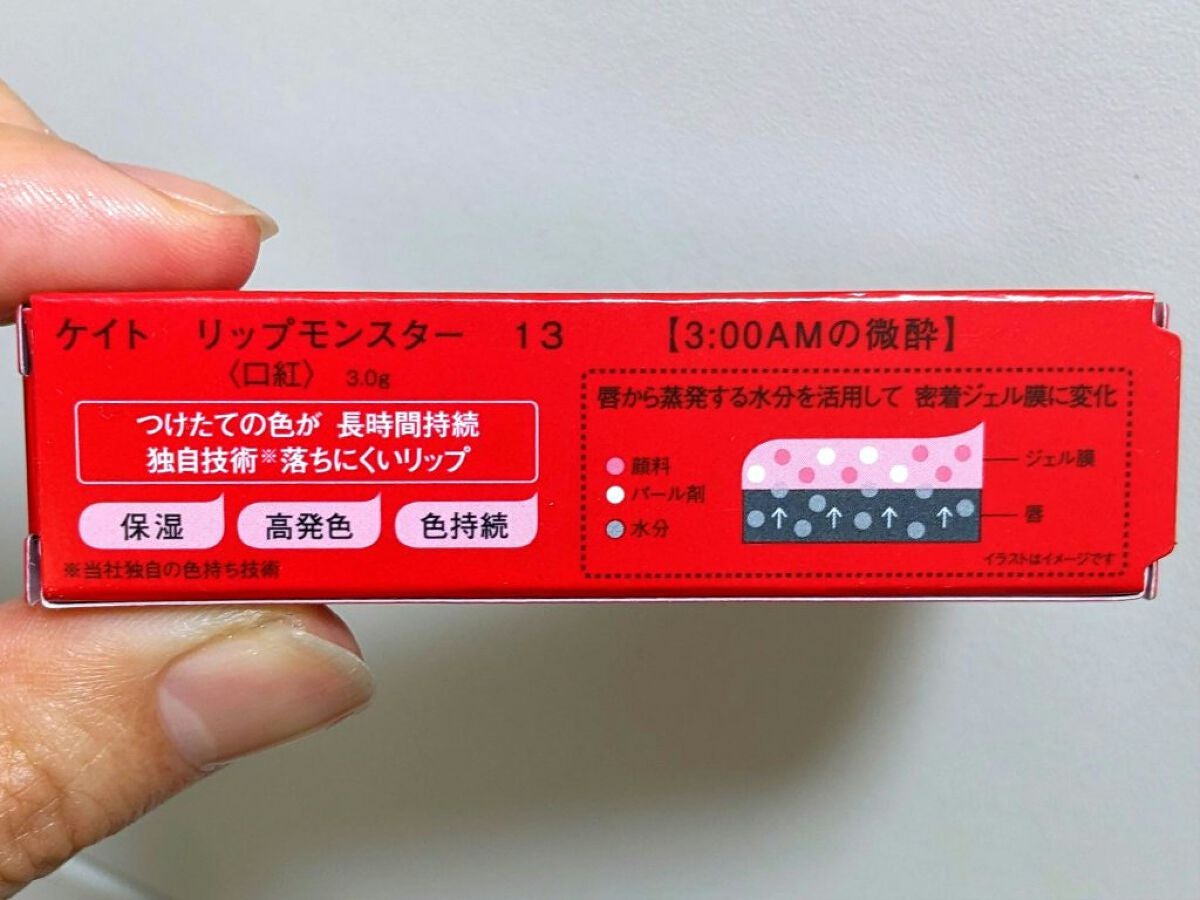 ケイト リップモンスター 13 【3:00AMの微酔】
〈口紅〉 3.0g
つけたての色が 長時間持続
独自技術※落ちにくいリップ
保湿 高発色 色持続
※当社独自の色持ち技術
唇から蒸発する水分を活用して 密着ジェル膜に変化
顔料
パール剤
水分
ジェル膜
唇
イラストはイメージです